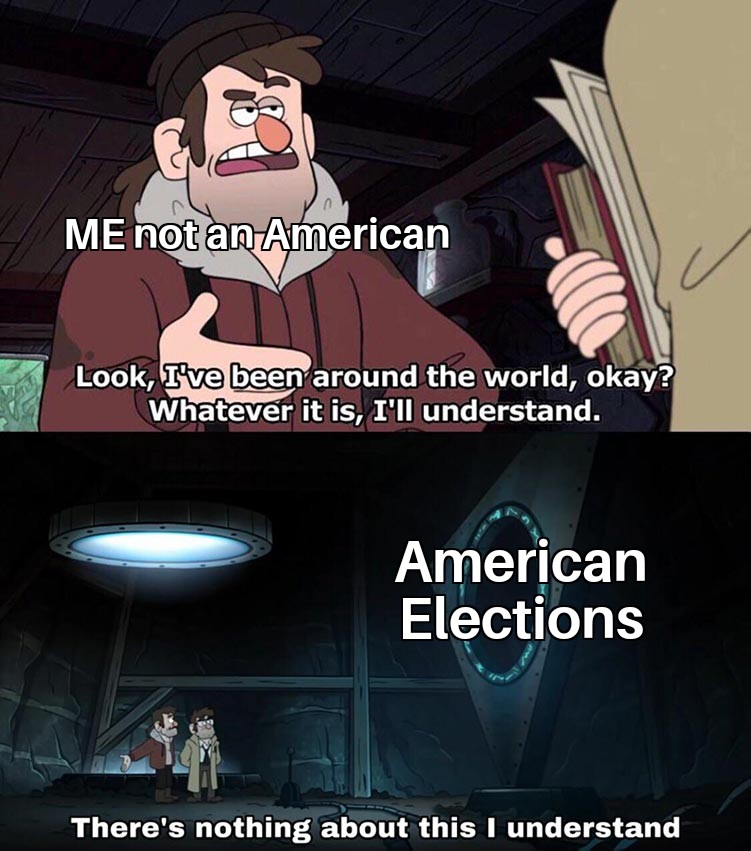 ME not an American
Look, I've been around the world, okay?
Whatever it is, I'll understand.
American
Elections
There's nothing about this I understand